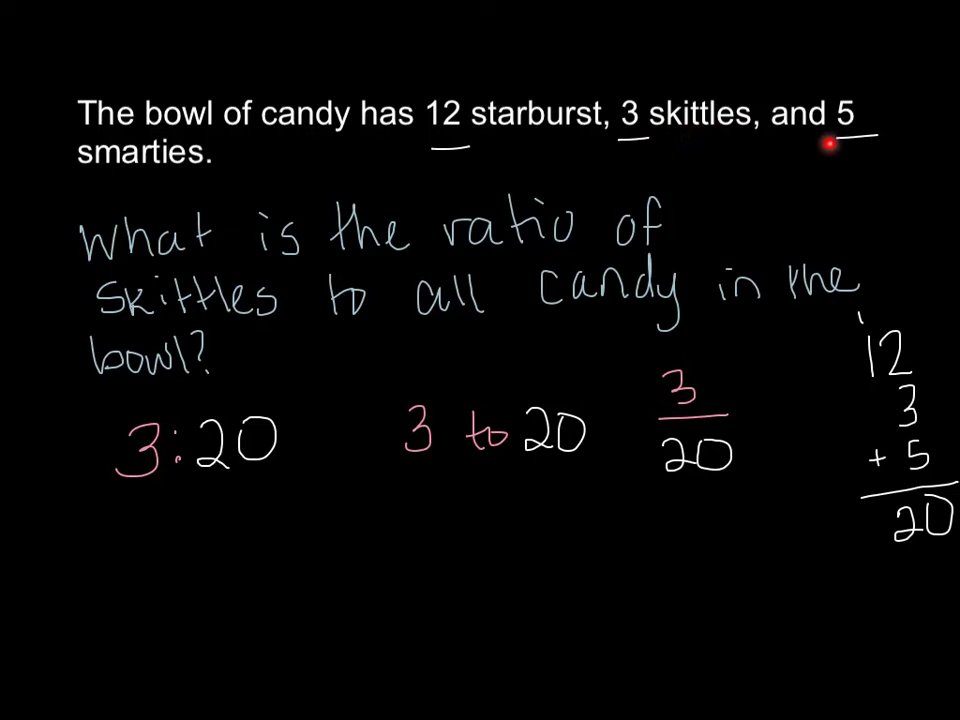 The bowl of candy has 12 starburst, 3 skittles, and 5
smarties.
What is the ratio of
skittles to all candy in the
bowl?
3:20
3 to 20
3
20
1
12
3
+ 5
20